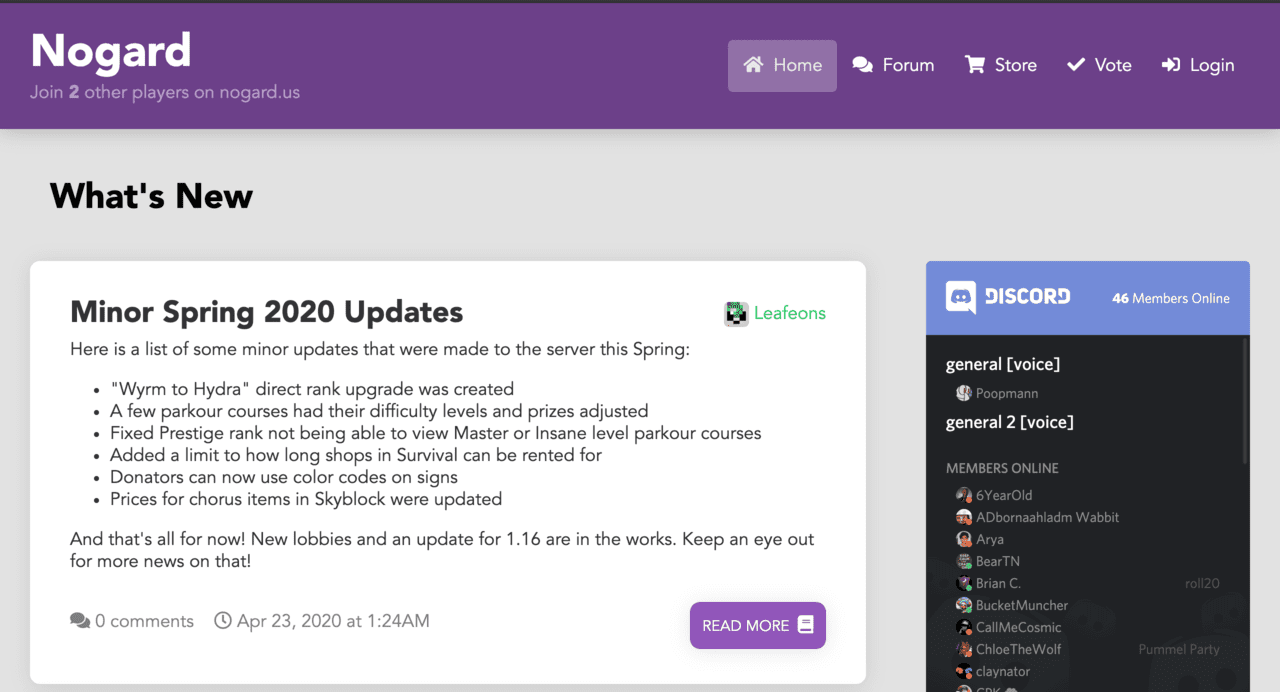 Nogard
Join 2 other players on nogard.us
Home
Forum
Store
Vote
Login
What's New
Minor Spring 2020 Updates
Leafeons
Here is a list of some minor updates that were made to the server this Spring:
"Wyrm to Hydra" direct rank upgrade was created
A few parkour courses had their difficulty levels and prizes adjusted
Fixed Prestige rank not being able to view Master or Insane level parkour courses
Added a limit to how long shops in Survival can be rented for
Donators can now use color codes on signs
Prices for chorus items in Skyblock were updated
And that's all for now! New lobbies and an update for 1.16 are in the works. Keep an eye out
for more news on that!
0 comments
Apr 23, 2020 at 1:24AM
READ MORE
DISCORD
46 Members Online
general [voice]
Poopmann
general 2 [voice]
MEMBERS ONLINE
6YearOld
ADbornaahladm Wabbit
Arya
BearTN
Brian C.
roll20
BucketMuncher
CallMeCosmic
ChloeTheWolf
Pummel Party
claynator